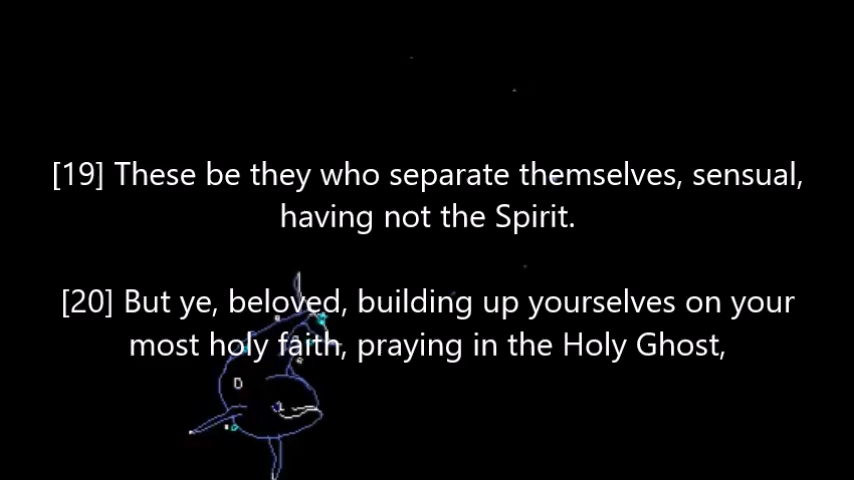 [19] These be they who separate themselves, sensual,
having not the Spirit.
[20] But ye, beloved, building up yourselves on your
most holy faith, praying in the Holy Ghost,